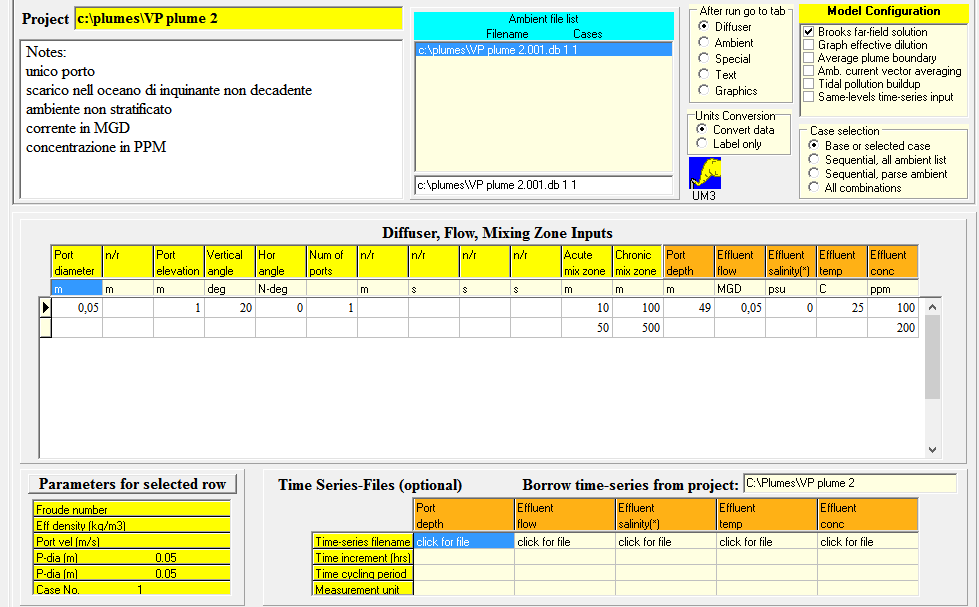 Project c:\plumes\VP plume 2
Notes:
unico porto
scarico nell oceano di inquinante non decadente
ambiente non stratificato
corrente in MGD
concentrazione in PPM
Ambient file list
Filename Cases
c:\plumes\VP plume 2.001.db 1 1
c:\plumes\VP plume 2.001.db 1 1
After run go to tab
Diffuser
Ambient
Special
Text
Graphics
Units Conversion
Convert data
Label only
UM3
Model Configuration
Brooks far-field solution
Graph effective dilution
Average plume boundary
Amb. current vector averaging
Tidal pollution buildup
Same-levels time-series input
Case selection
Base or selected case
Sequential, all ambient list
Sequential, parse ambient
All combinations
Diffuser, Flow, Mixing Zone Inputs
Port n/r Port Vertical Hor Num of n/r n/r n/r n/r Acute Chronic Port Effluent Effluent Effluent Effluent
diameter elevation angle angle ports mix zone mix zone depth flow salinity(*) temp conc
m m m deg N-deg m s s s m m m MGD psu C ppm
0,05 1 20 0 1 10 100 49 0,05 0 25 100
50 500 200
Parameters for selected row
Froude number
Eff density (kg/m3)
Port vel (m/s)
P-dia (m) 0.05
P-dia (m) 0.05
Case No. 1
Time Series-Files (optional) Borrow time-series from project: C:\Plumes\VP plume 2
Port Effluent Effluent Effluent Effluent
depth flow salinity(*) temp conc
Time-series filename click for file click for file click for file click for file click for file
Time increment (hrs)
Time cycling period
Measurement unit